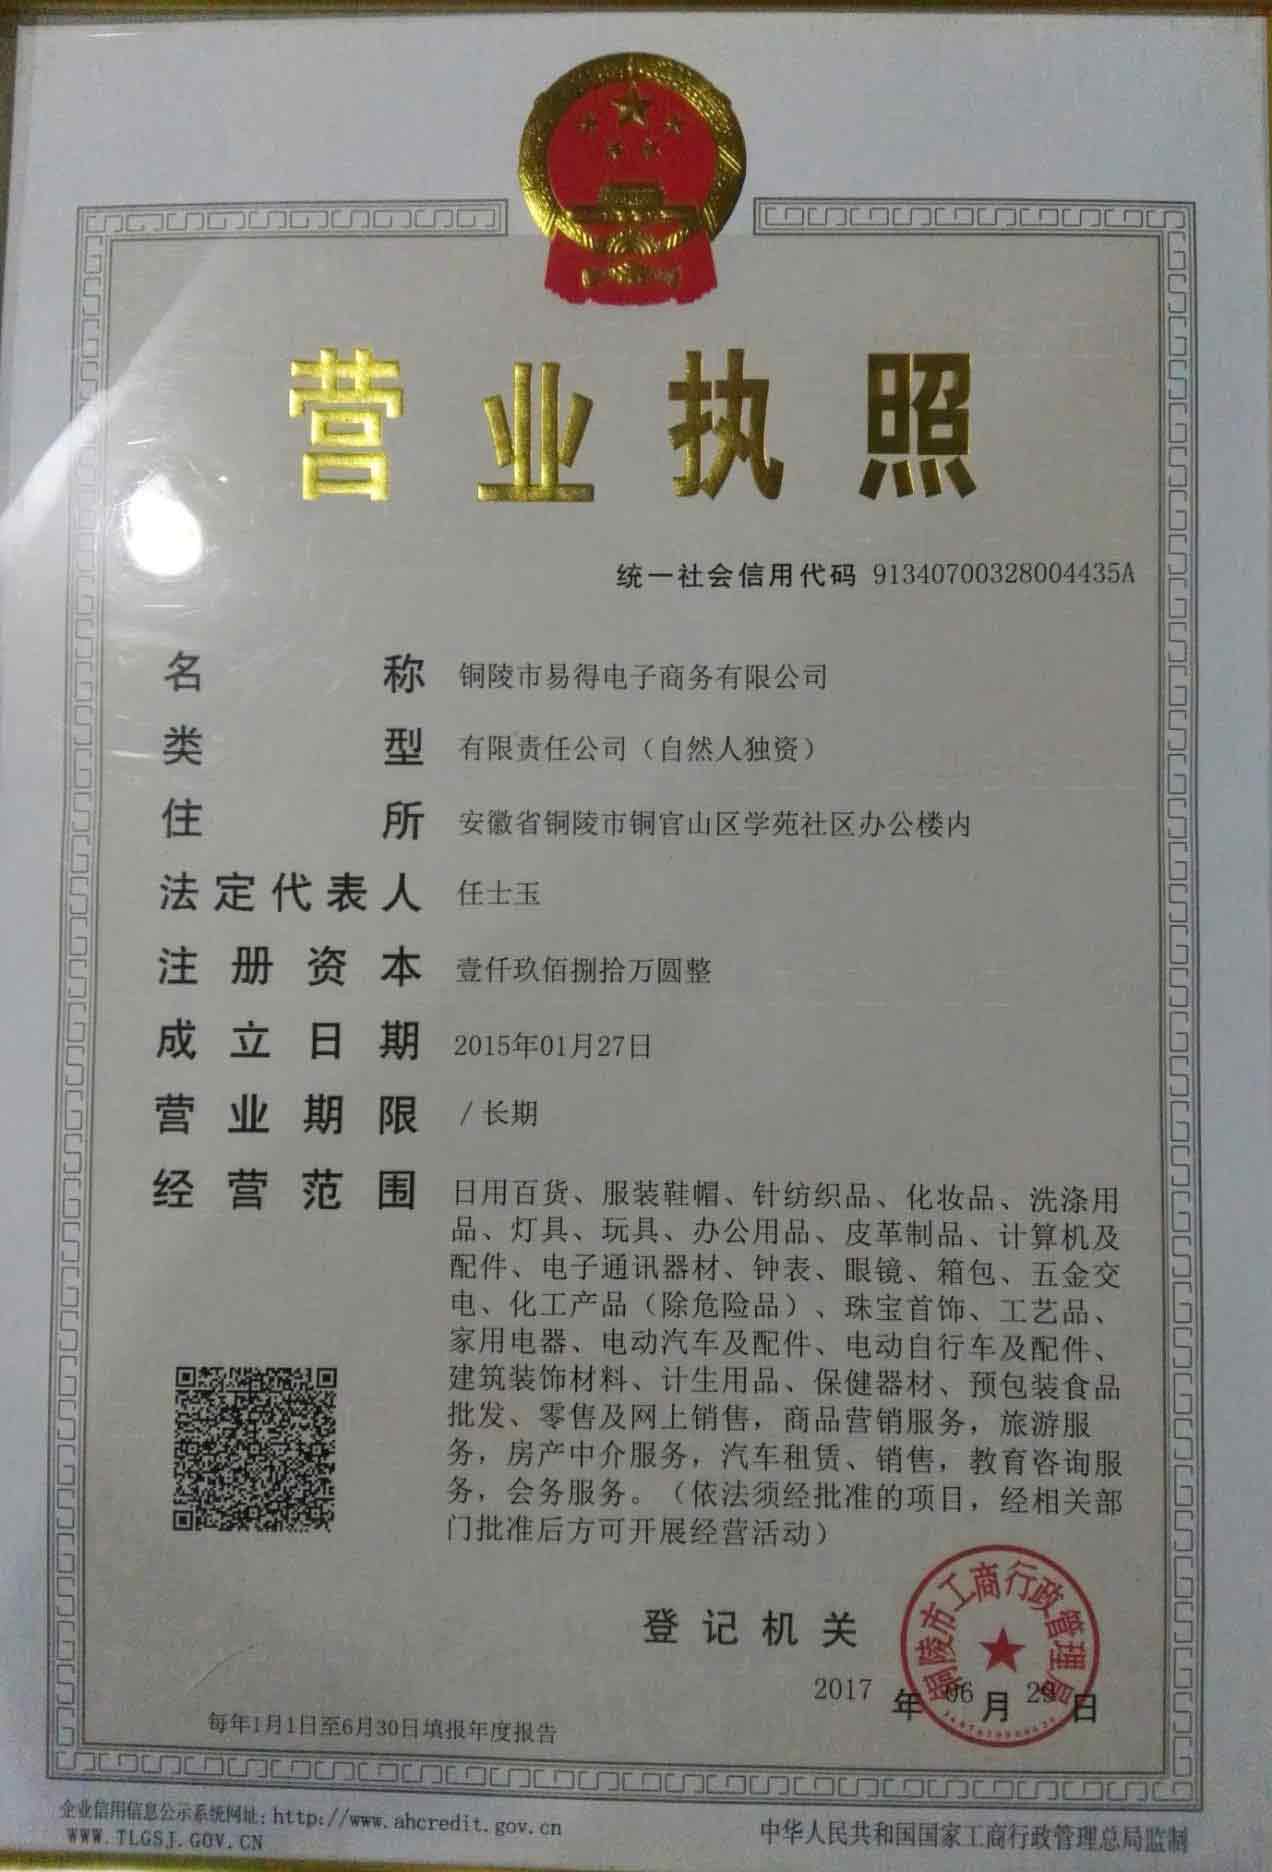 营业执照
统一社会信用代码 91340700328004435A
名称 铜陵市易得电子商务有限公司
类型 有限责任公司（自然人独资）
住所 安徽省铜陵市铜官山区学苑社区办公楼内
法定代表人 任士玉
注册资本 壹仟玖佰捌拾万圆整
成立日期 2015年01月27日
营业期限 /长期
经营范围 日用百货、服装鞋帽、针纺织品、化妆品、洗涤用
品、灯具、玩具、办公用品、皮革制品、计算机及
配件、电子通讯器材、钟表、眼镜、箱包、五金交
电、化工产品（除危险品）、珠宝首饰、工艺品、
家用电器、电动汽车及配件、电动自行车及配件、
建筑装饰材料、计生用品、保健器材、预包装食品
批发、零售及网上销售，商品营销服务，旅游服
务，房产中介服务，汽车租赁、销售，教育咨询服
务，会务服务。（依法须经批准的项目，经相关部
门批准后方可开展经营活动）
登记机关
铜陵市工商行政管理局
2017年06月29日
每年1月1日至6月30日填报年度报告
企业信用信息公示系统网址：http://www.ahcredit.gov.cn
WWW.TLGSJ.GOV.CN
中华人民共和国国家工商行政管理总局监制